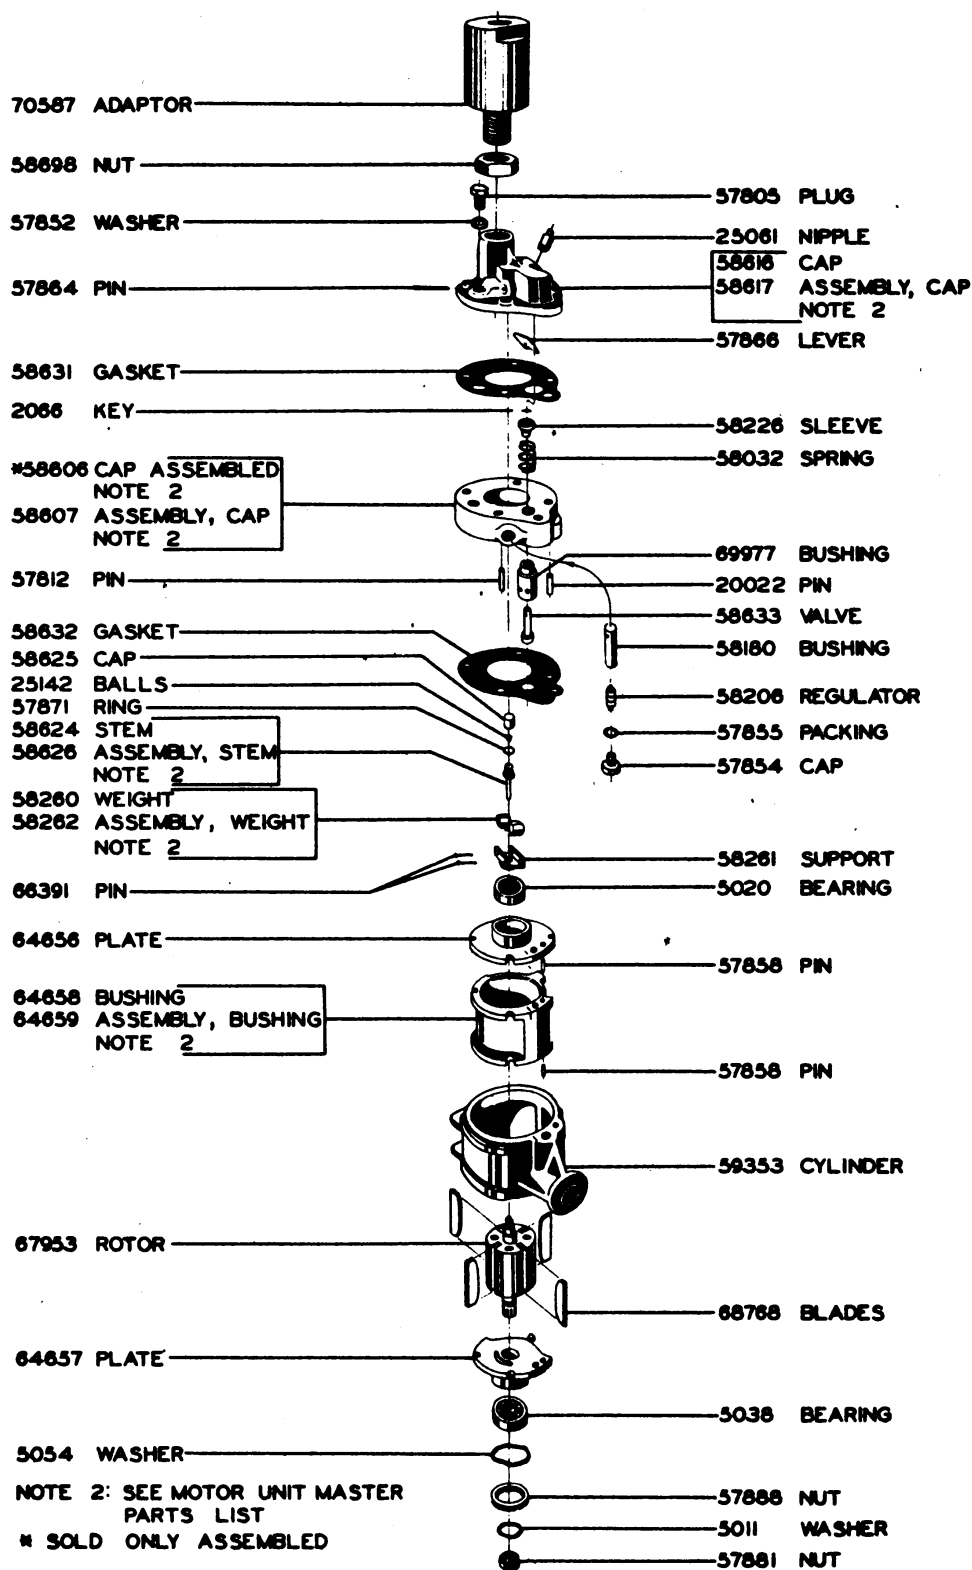 70587 ADAPTOR
58698 NUT
57805 PLUG
57852 WASHER
25061 NIPPLE
58616 CAP
57864 PIN
58617 ASSEMBLY, CAP
NOTE 2
57866 LEVER
58631 GASKET
2066 KEY
58226 SLEEVE
58032 SPRING
*58606 CAP ASSEMBLED
NOTE 2
58607 ASSEMBLY, CAP
NOTE 2
69977 BUSHING
57812 PIN
20022 PIN
58633 VALVE
58632 GASKET
58180 BUSHING
58625 CAP
25142 BALLS
58206 REGULATOR
57871 RING
58624 STEM
57855 PACKING
58626 ASSEMBLY, STEM
NOTE 2
57854 CAP
58260 WEIGHT
58262 ASSEMBLY, WEIGHT
NOTE 2
58261 SUPPORT
66391 PIN
5020 BEARING
64656 PLATE
57858 PIN
64658 BUSHING
64659 ASSEMBLY, BUSHING
NOTE 2
57858 PIN
59353 CYLINDER
67953 ROTOR
68768 BLADES
64657 PLATE
5038 BEARING
5054 WASHER
NOTE 2: SEE MOTOR UNIT MASTER
PARTS LIST
* SOLD ONLY ASSEMBLED
57888 NUT
5011 WASHER
57881 NUT